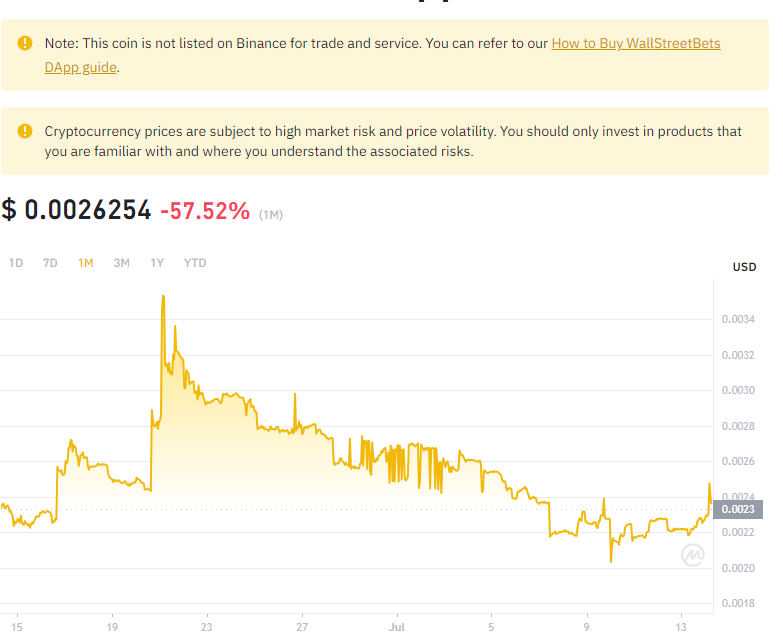 Note: This coin is not listed on Binance for trade and service. You can refer to our How to Buy WallStreetBets
DApp guide.
Cryptocurrency prices are subject to high market risk and price volatility. You should only invest in products that
you are familiar with and where you understand the associated risks.
$ 0.0026254 -57.52% (1M)
1D 7D 1M 3M 1Y YTD
USD
0.0034
0.0032
0.0030
0.0028
0.0026
0.0024
0.0023
0.0022
0.0020
0.0018
15 19 23 27 Jul 5 9 13